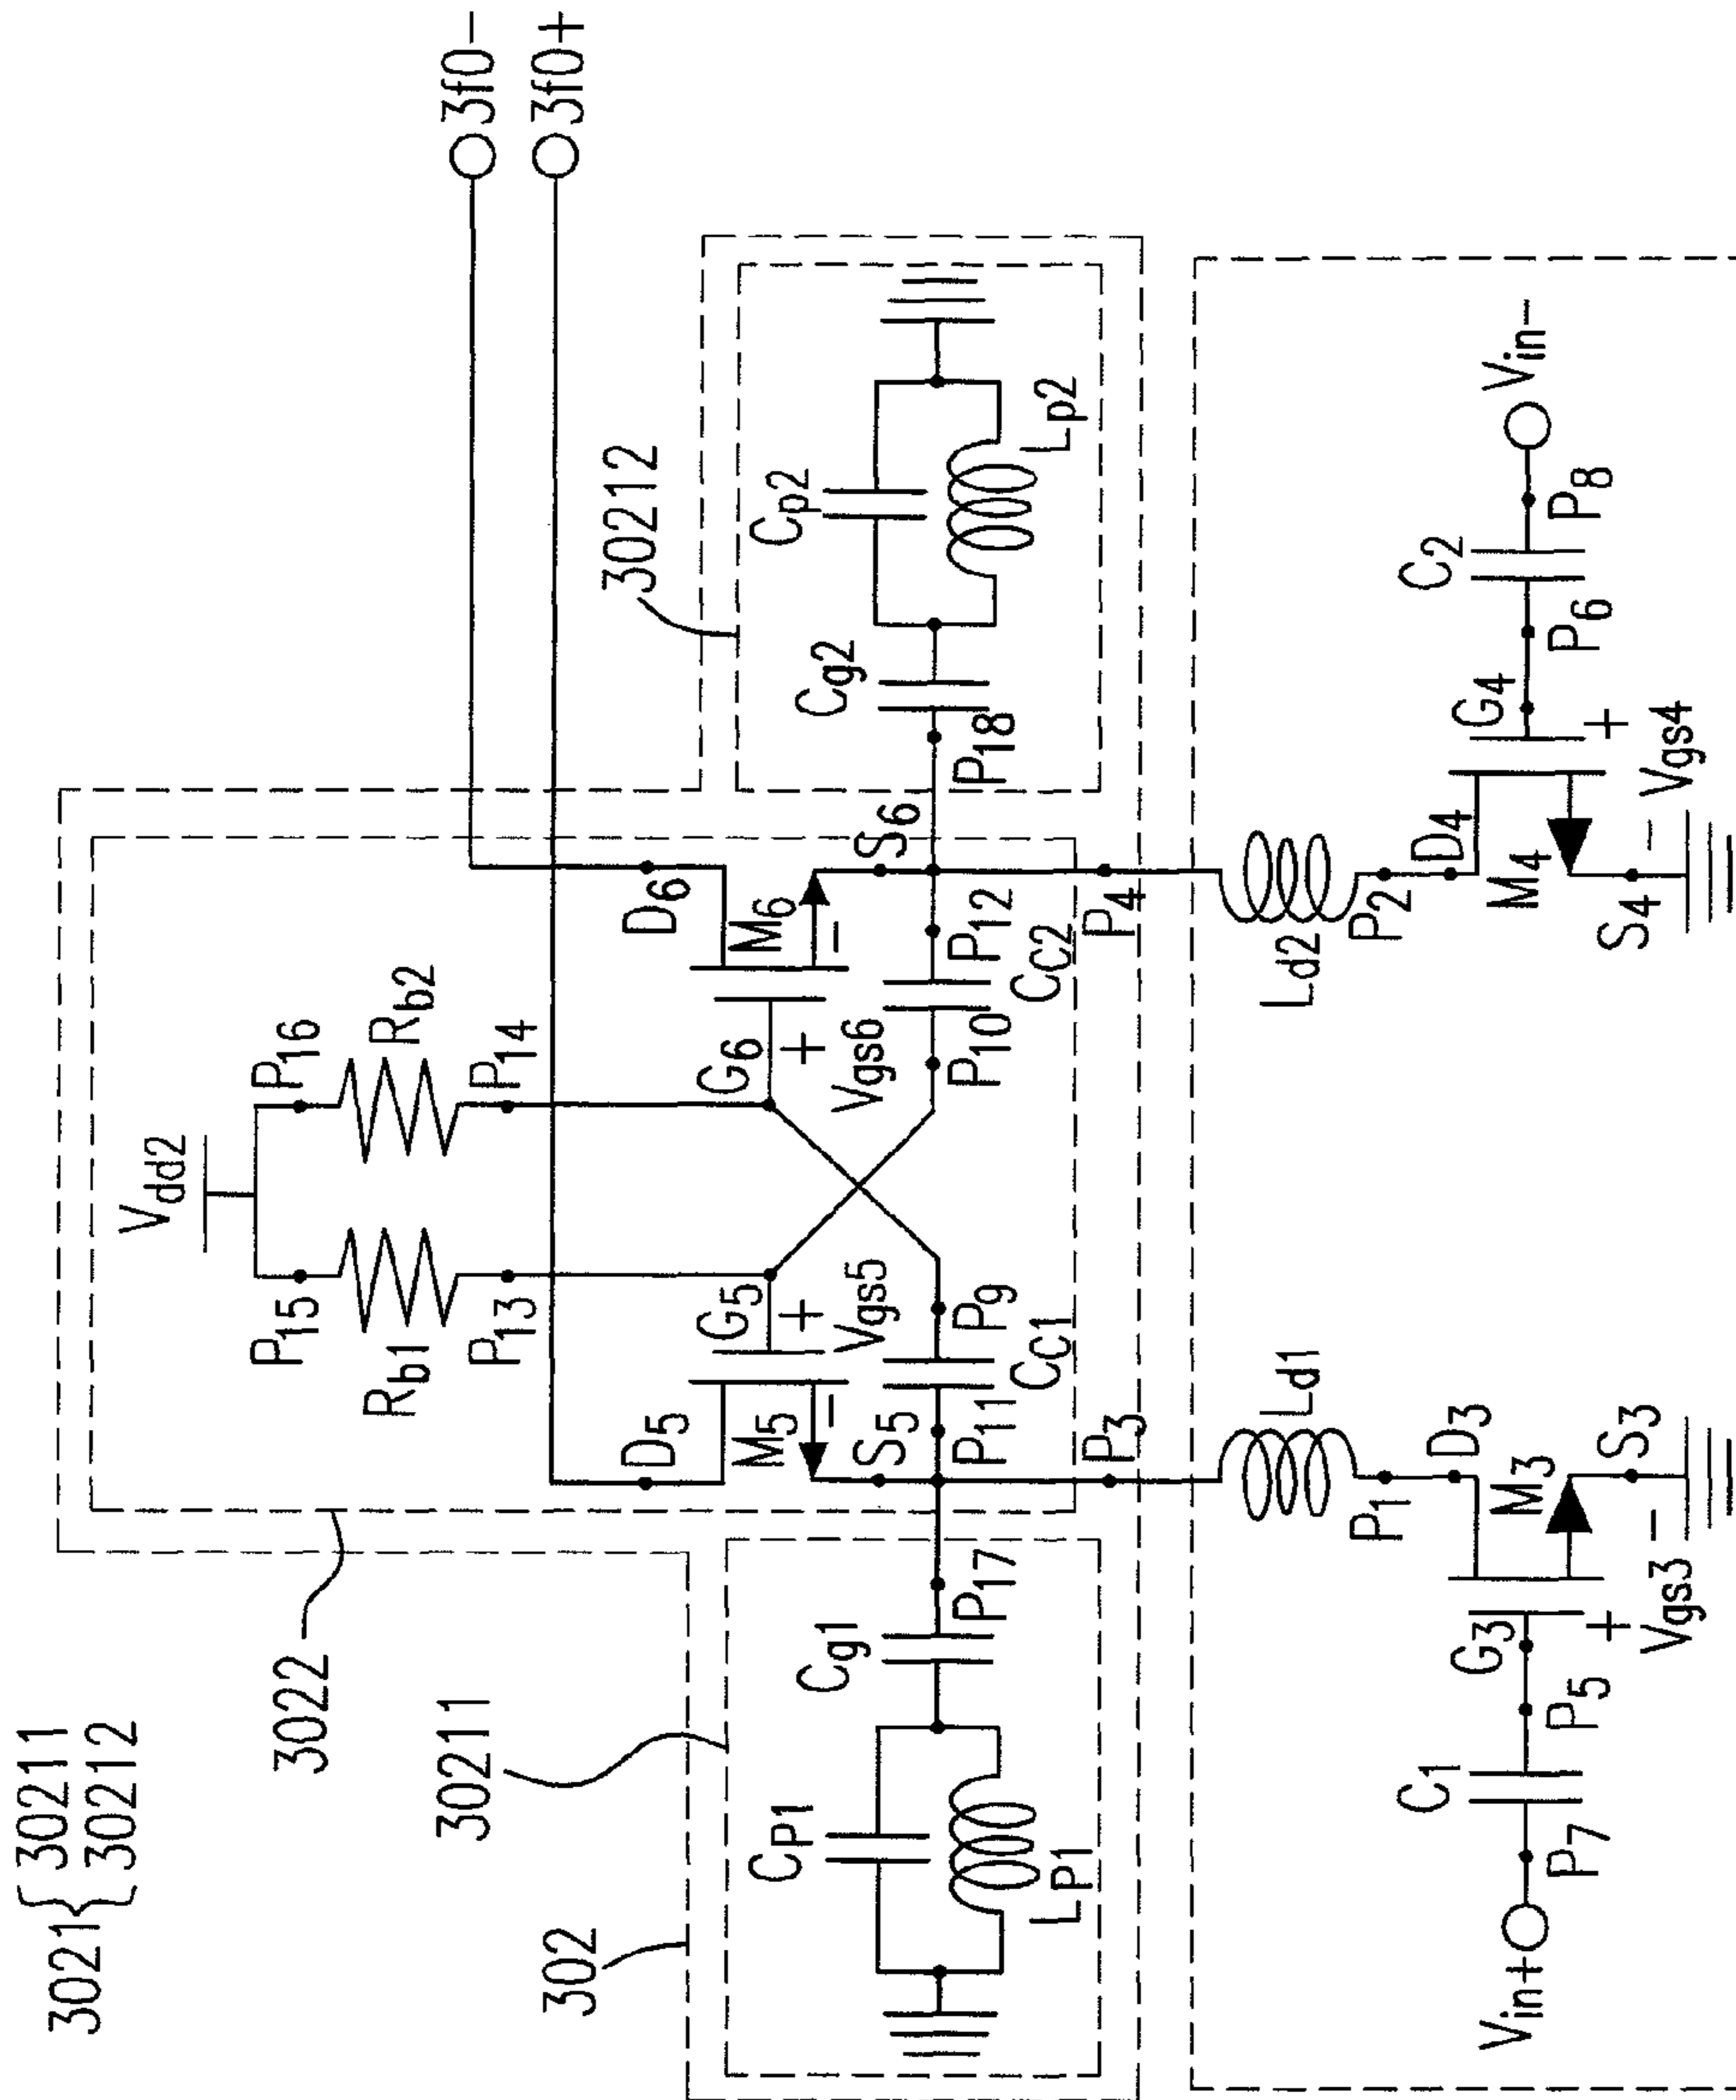 3021{ 30211
30212
3022
30211
302
30212
3f0-
3f0+
Vdd2
P15
P16
Rb1
Rb2
P13
P14
D5
G5
M5
Vgs5
+
-
S5
D6
G6
M6
Vgs6
+
-
S6
P11
P9
CC1
P10
P12
CC2
CP1
LP1
Cg1
P17
Cp2
Lp2
Cg2
P18
P3
P4
Ld1
Ld2
P1
P2
D3
M3
S3
G3
Vgs3
+
-
P5
C1
P7
Vin+
D4
M4
S4
G4
Vgs4
+
-
P6
C2
P8
Vin-